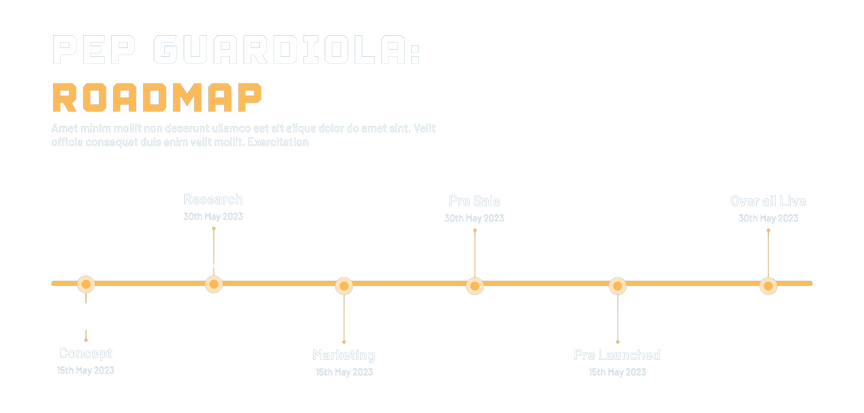 PEP GUARDIOLA:
ROADMAP
Amet minim mollit non deserunt ullamco est sit aliqua dolor do amet sint. Velit
officia consequat duis enim velit mollit. Exercitation
Research
30th May 2023
Pre Sale
30th May 2023
Over all Live
30th May 2023
Concept
15th May 2023
Marketing
15th May 2023
Pre Launched
15th May 2023